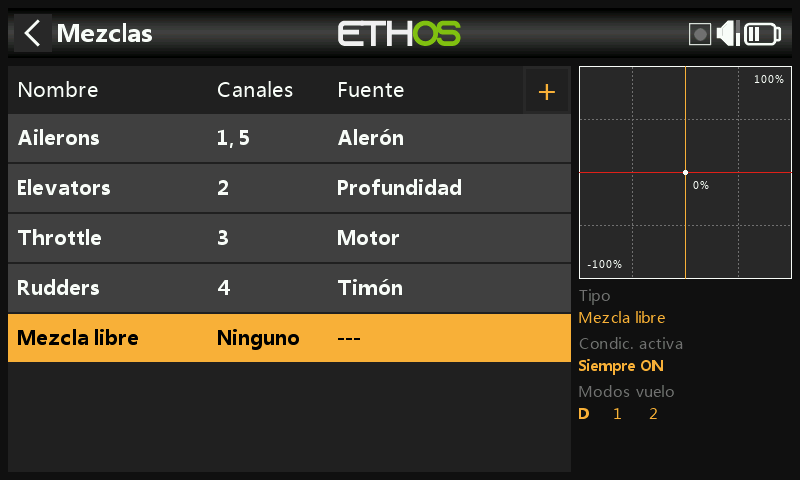 Mezclas
ETHOS
Nombre Canales Fuente +
Ailerons 1, 5 Alerón
Elevators 2 Profundidad
Throttle 3 Motor
Rudders 4 Timón
Mezcla libre Ninguno ---
100%
0%
-100%
Tipo
Mezcla libre
Condic. activa
Siempre ON
Modos vuelo
D 1 2